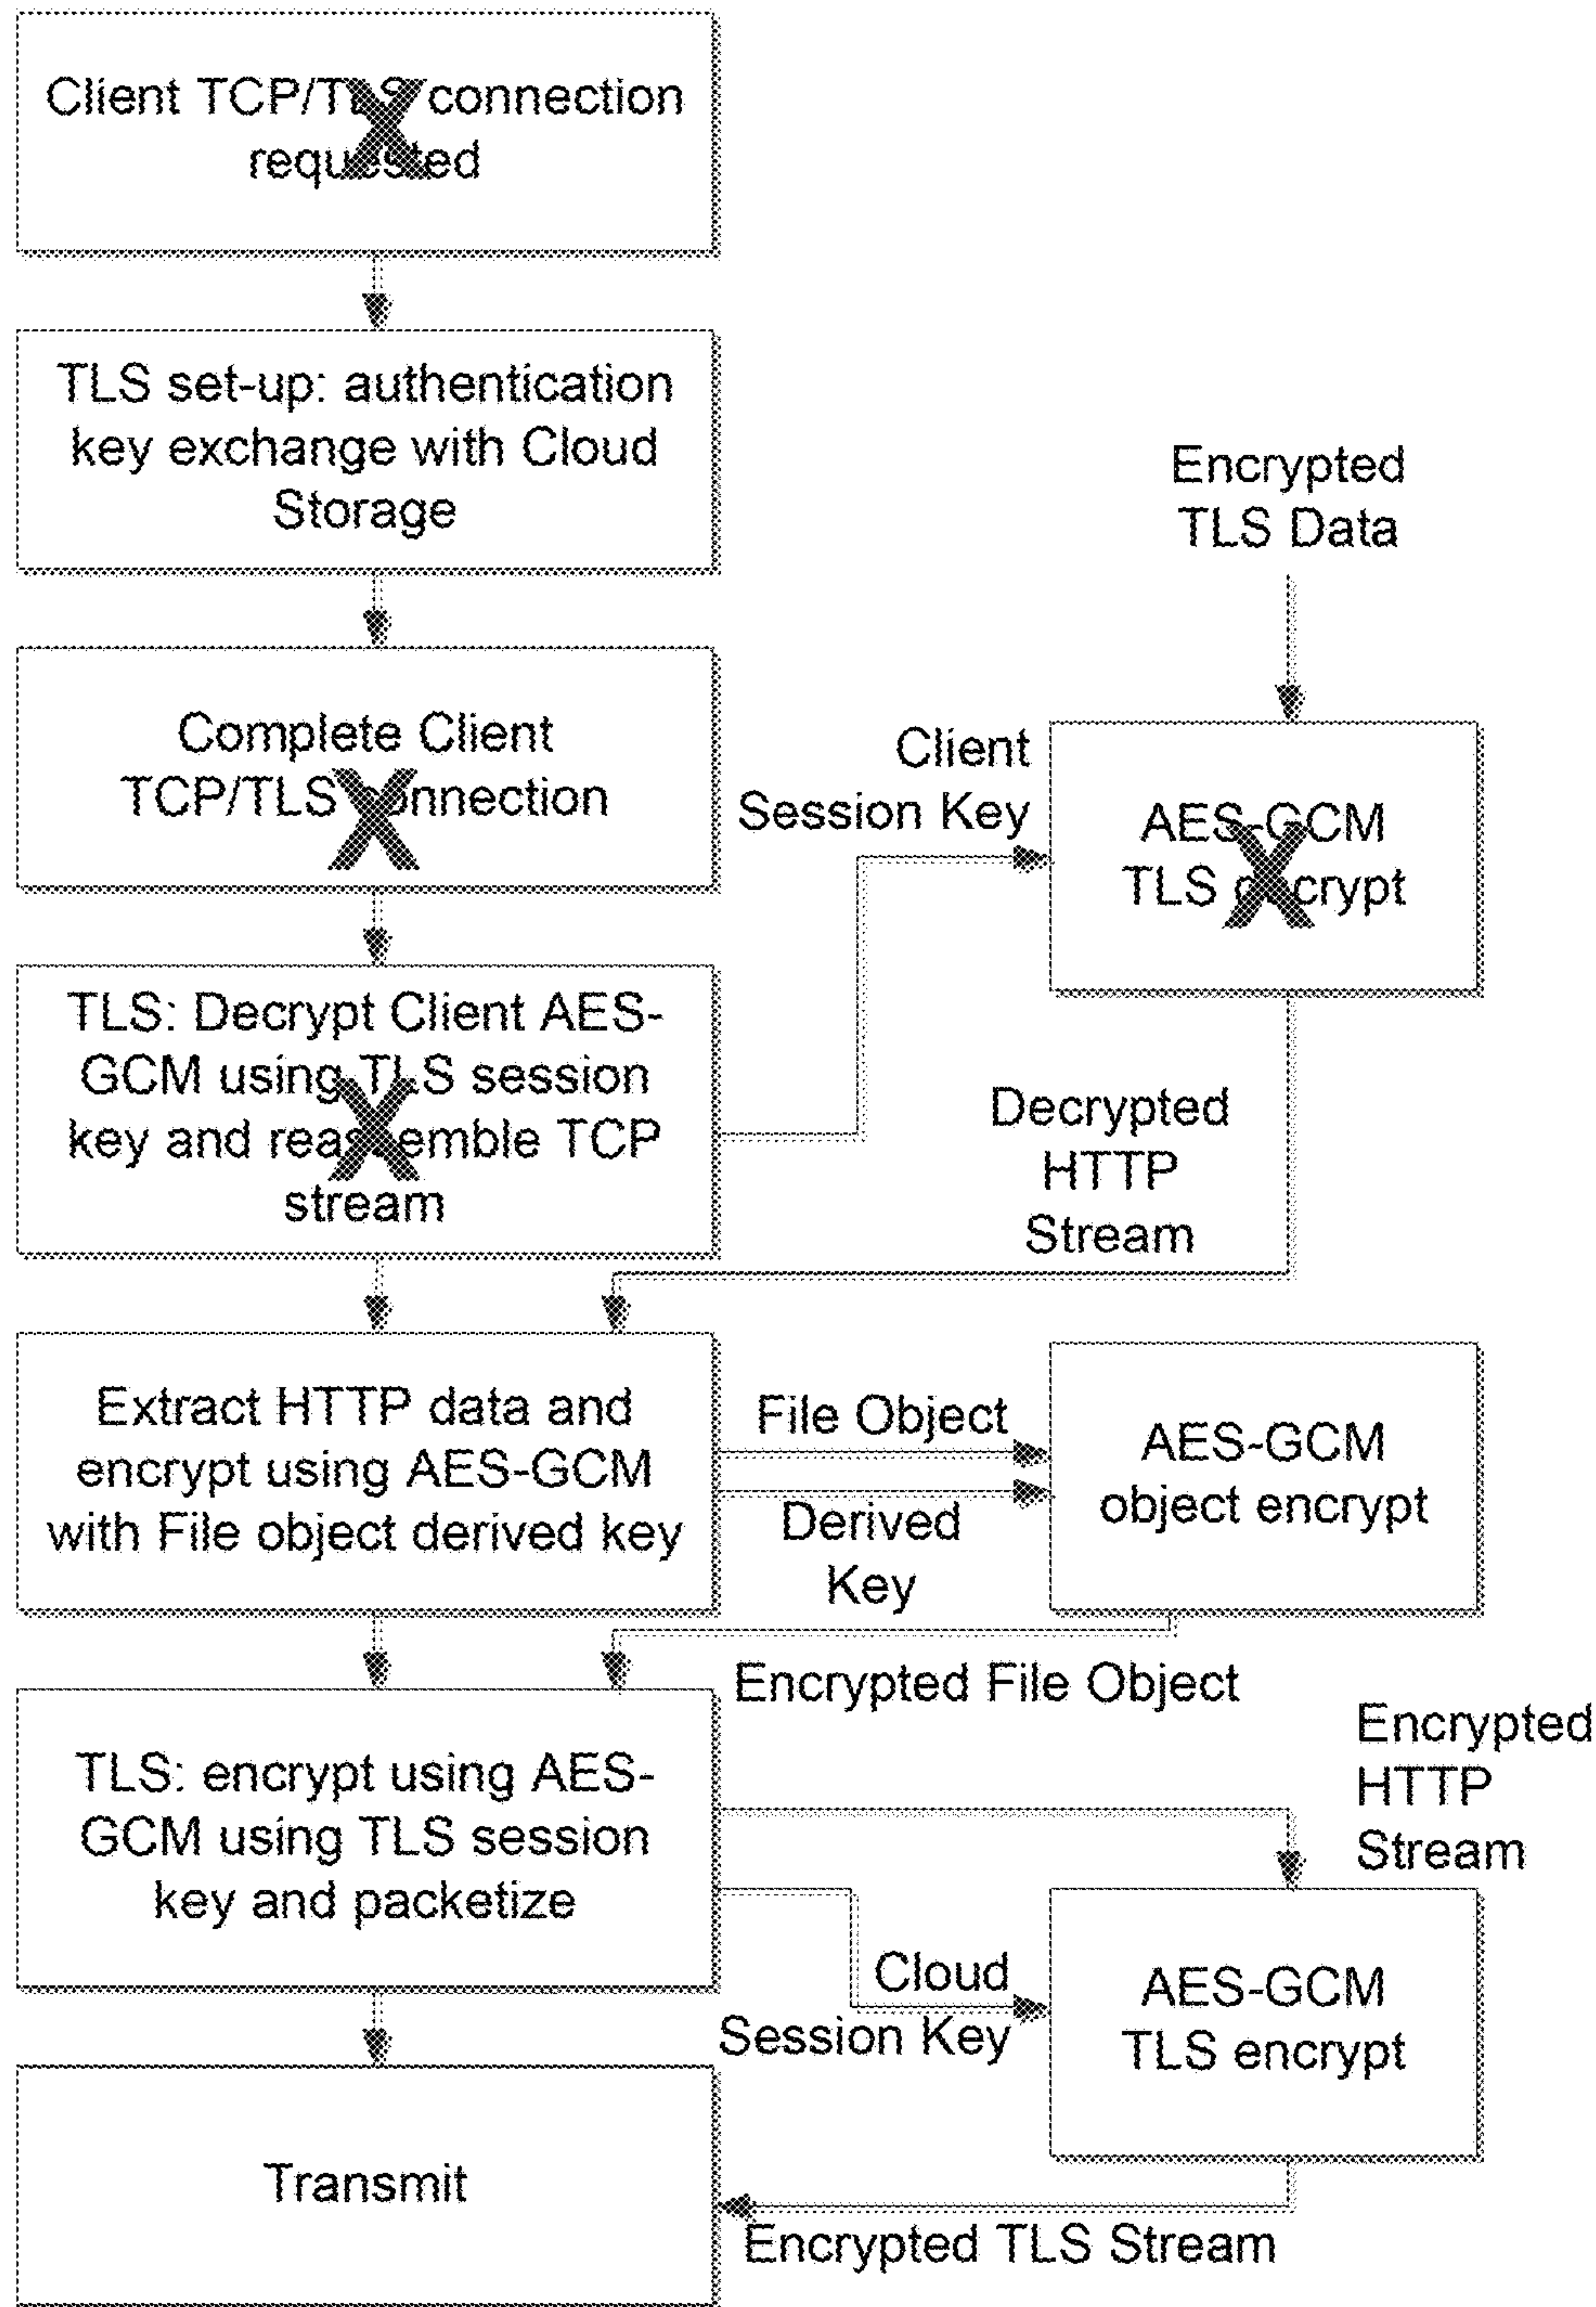 Client TCP/TLS connection
requested
TLS set-up: authentication
key exchange with Cloud
Storage
Encrypted
TLS Data
Complete Client
TCP/TLS connection
Client
Session Key
AES-GCM
TLS decrypt
TLS: Decrypt Client AES-
GCM using TLS session
key and reassemble TCP
stream
Decrypted
HTTP
Stream
Extract HTTP data and
encrypt using AES-GCM
with File object derived key
File Object
Derived
Key
AES-GCM
object encrypt
Encrypted File Object
TLS: encrypt using AES-
GCM using TLS session
key and packetize
Encrypted
HTTP
Stream
Cloud
Session Key
AES-GCM
TLS encrypt
Transmit
Encrypted TLS Stream